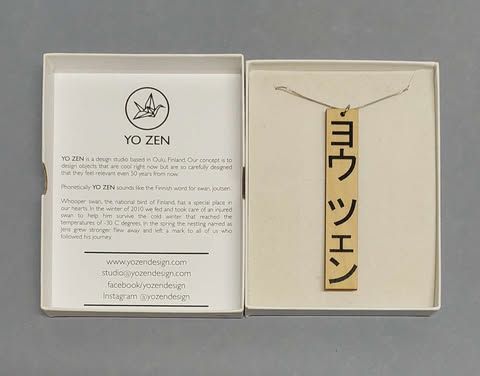 YO ZEN
YO ZEN is a design studio based in Oulu, Finland. Our concept is to
design objects that are cool right now but are so carefully designed
that they feel relevant even 50 years from now.
Phonetically YO ZEN sounds like the Finnish word for swan, joutsen.
Whooper swan, the national bird of Finland, has a special place in
our hearts. In the winter of 2010 we fed and took care of an injured
swan to help him survive the cold winter that reached the
temperatures of -30 C degrees. In the spring the nestling named as
Jens grew stronger flew away and left a mark to all of us who
followed his journey.
www.yozendesign.com
studio@yozendesign.com
facebook/yozendesign
Instagram @yozendesign
ヨウ ツェン